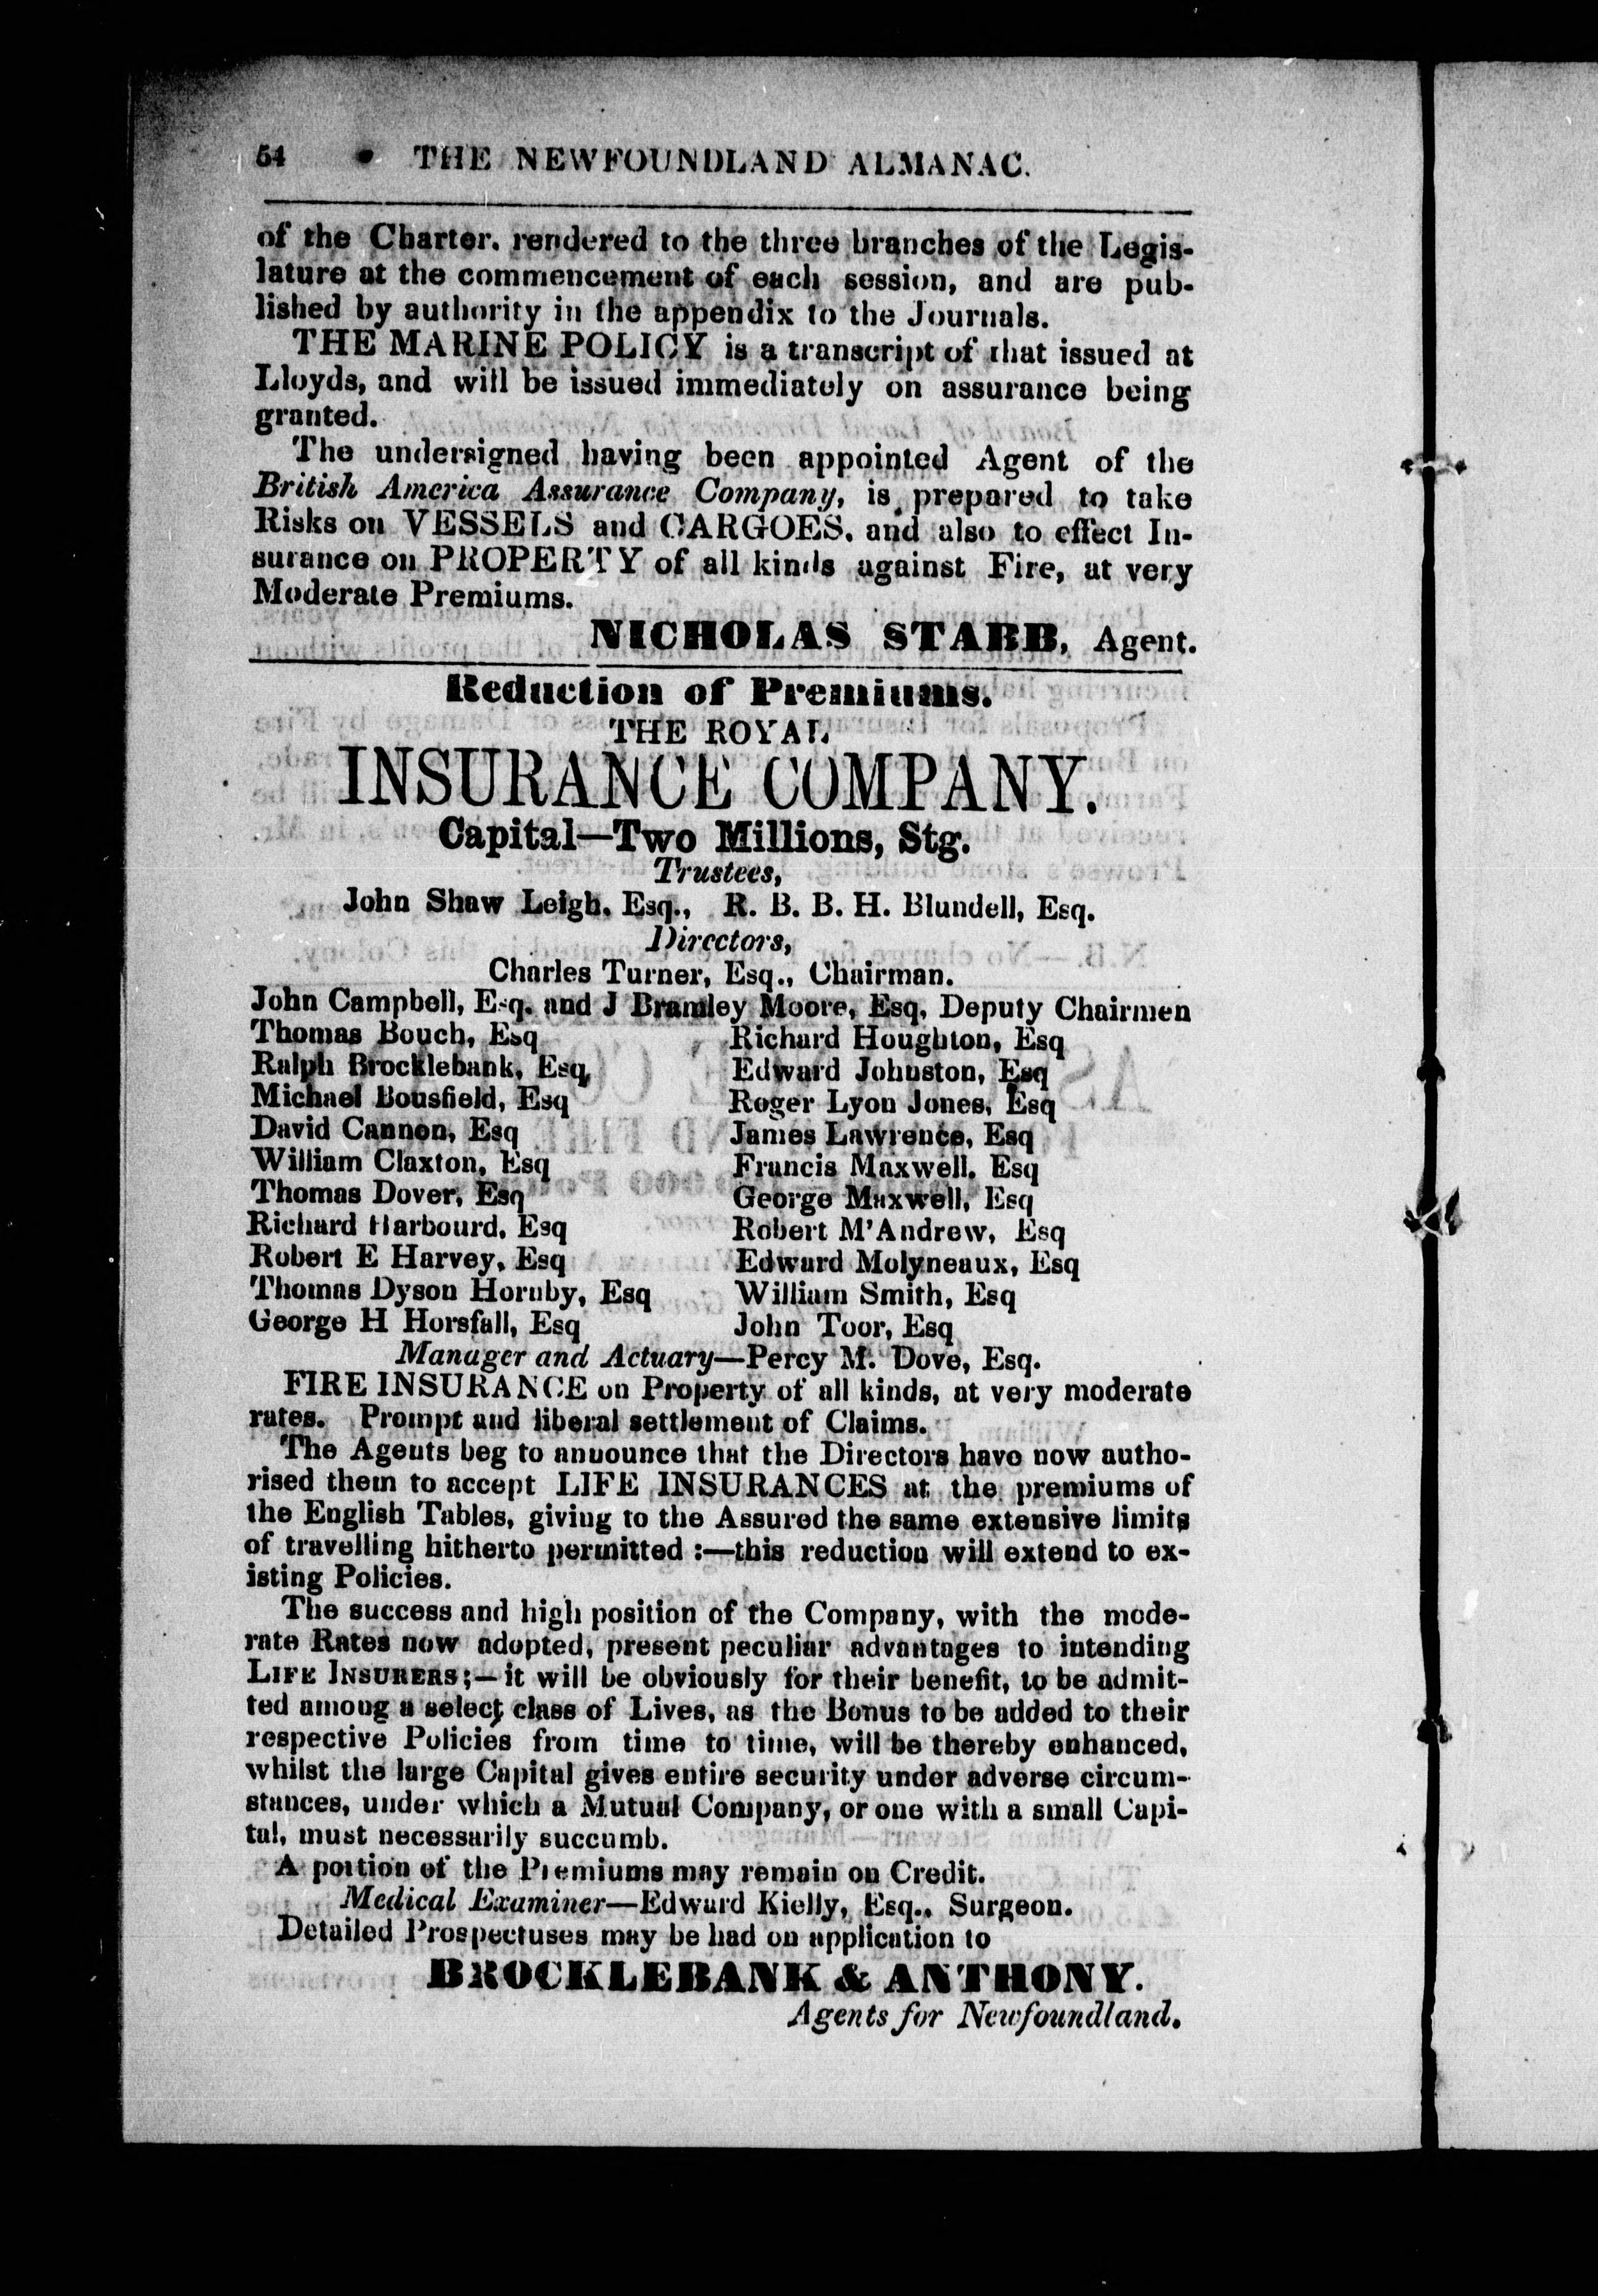 54 THE NEWFOUNDLAND ALMANAC.
of the Charter, rendered to the three branches of the Legis-
lature at the commencement of each session, and are pub-
lished by authority in the appendix to the Journals.
THE MARINE POLICY is a transcript of that issued at
Lloyds, and will be issued immediately on assurance being
granted.
The undersigned having been appointed Agent of the
British America Assurance Company, is prepared to take
Risks on VESSELS and CARGOES, and also to effect In-
surance on PROPERTY of all kinds against Fire, at very
Moderate Premiums.
NICHOLAS STABB, Agent.
Reduction of Premiums.
THE ROYAL
INSURANCE COMPANY.
Capital—Two Millions, Stg.
Trustees,
John Shaw Leigh, Esq., R. B. B. H. Blundell, Esq.
Directors,
Charles Turner, Esq., Chairman.
John Campbell, Esq. and J Bramley Moore, Esq, Deputy Chairmen
Thomas Bouch, Esq Richard Houghton, Esq
Ralph Brocklebank, Esq, Edward Johnston, Esq
Michael Bousfield, Esq Roger Lyon Jones, Esq
David Cannon, Esq James Lawrence, Esq
William Claxton, Esq Francis Maxwell, Esq
Thomas Dover, Esq George Maxwell, Esq
Richard Harbourd, Esq Robert M'Andrew, Esq
Robert E Harvey, Esq Edward Molyneaux, Esq
Thomas Dyson Hornby, Esq William Smith, Esq
George H Horsfall, Esq John Toor, Esq
Manager and Actuary—Percy M. Dove, Esq.
FIRE INSURANCE on Property of all kinds, at very moderate
rates. Prompt and liberal settlement of Claims.
The Agents beg to announce that the Directors have now autho-
rised them to accept LIFE INSURANCES at the premiums of
the English Tables, giving to the Assured the same extensive limits
of travelling hitherto permitted :—this reduction will extend to ex-
isting Policies.
The success and high position of the Company, with the mode-
rate Rates now adopted, present peculiar advantages to intending
LIFE INSURERS;—it will be obviously for their benefit, to be admit-
ted among a select class of Lives, as the Bonus to be added to their
respective Policies from time to time, will be thereby enhanced,
whilst the large Capital gives entire security under adverse circum-
stances, under which a Mutual Company, or one with a small Capi-
tal, must necessarily succumb.
A portion of the Premiums may remain on Credit.
Medical Examiner—Edward Kielly, Esq., Surgeon.
Detailed Prospectuses may be had on application to
BROCKLEBANK & ANTHONY.
Agents for Newfoundland.